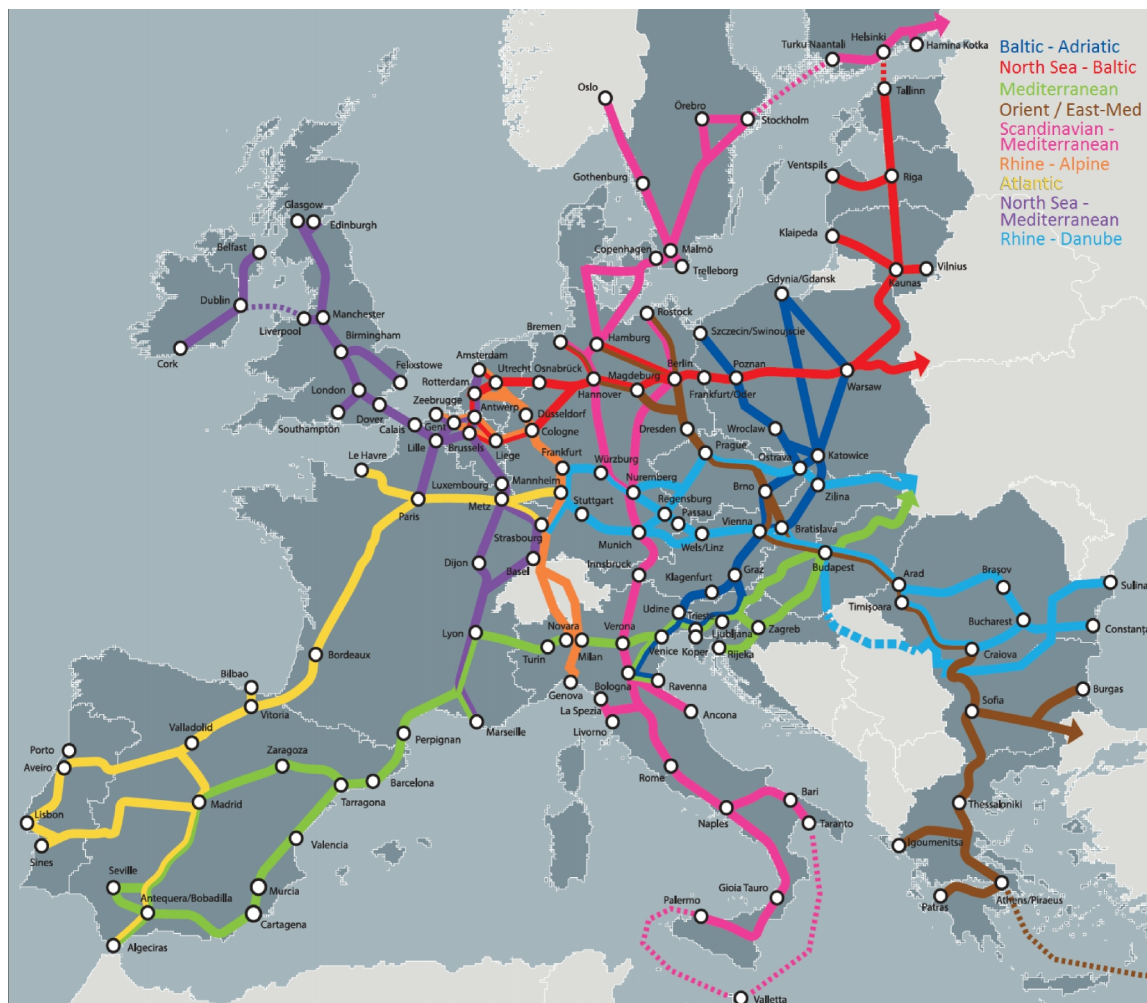 Turku Naantali
Helsinki
Hamina Kotka
Baltic - Adriatic
North Sea - Baltic
Mediterranean
Orient / East-Med
Scandinavian -
Mediterranean
Rhine - Alpine
Atlantic
North Sea -
Mediterranean
Rhine - Danube
Tallinn
Oslo
Örebro
Stockholm
Ventspils
Riga
Gothenburg
Glasgow
Edinburgh
Klaipeda
Belfast
Copenhagen
Malmö
Trelleborg
Vilnius
Kaunas
Gdynia/Gdansk
Dublin
Liverpool
Manchester
Rostock
Szczecin/Swinoujscie
Bremen
Hamburg
Birmingham
Cork
Felixstowe
Amsterdam
Utrecht
Osnabrück
Berlin
Poznan
Warsaw
Rotterdam
Magdeburg
Hannover
Frankfurt/Oder
London
Zeebrugge
Antwerp
Düsseldorf
Southampton
Dover
Calais
Gent
Cologne
Dresden
Wroclaw
Lille
Brussels
Liege
Prague
Katowice
Ostrava
Le Havre
Frankfurt
Würzburg
Luxembourg
Mannheim
Nuremberg
Brno
Zilina
Paris
Metz
Stuttgart
Regensburg
Passau
Strasbourg
Munich
Wels/Linz
Vienna
Bratislava
Budapest
Dijon
Basel
Innsbruck
Klagenfurt
Graz
Arad
Braşov
Sulina
Timişoara
Udine
Trieste
Ljubljana
Bucharest
Constanța
Lyon
Novara
Verona
Zagreb
Turin
Milan
Venice
Koper
Rijeka
Craiova
Bordeaux
Genova
Bologna
Ravenna
Bilbao
Vitoria
La Spezia
Livorno
Ancona
Sofia
Burgas
Marseille
Valladolid
Perpignan
Porto
Aveiro
Zaragoza
Barcelona
Rome
Tarragona
Madrid
Bari
Thessaloniki
Lisbon
Naples
Taranto
Sines
Valencia
Igoumenitsa
Seville
Murcia
Gioia Tauro
Antequera/Bobadilla
Cartagena
Palermo
Patras
Athens/Piraeus
Algeciras
Valletta